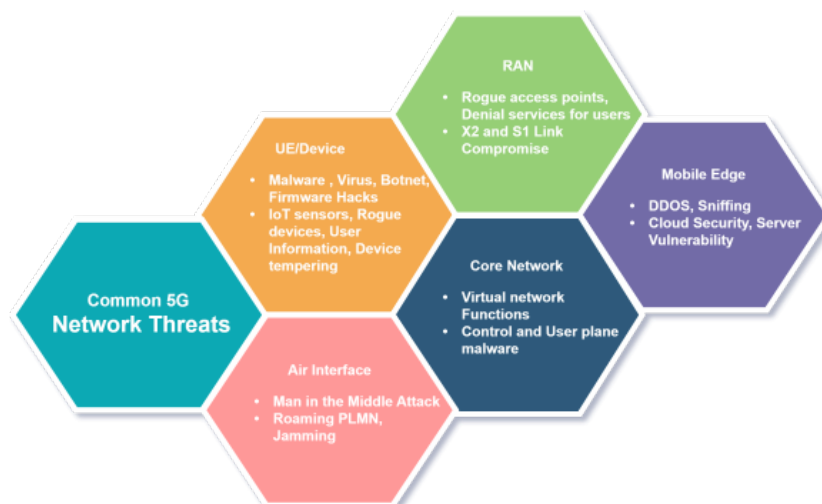 Common 5G
Network Threats
UE/Device
• Malware , Virus, Botnet,
Firmware Hacks
• IoT sensors, Rogue
devices, User
Information, Device
tempering
Air Interface
• Man in the Middle Attack
• Roaming PLMN,
Jamming
RAN
• Rogue access points,
Denial services for users
• X2 and S1 Link
Compromise
Core Network
• Virtual network
Functions
• Control and User plane
malware
Mobile Edge
• DDOS, Sniffing
• Cloud Security, Server
Vulnerability